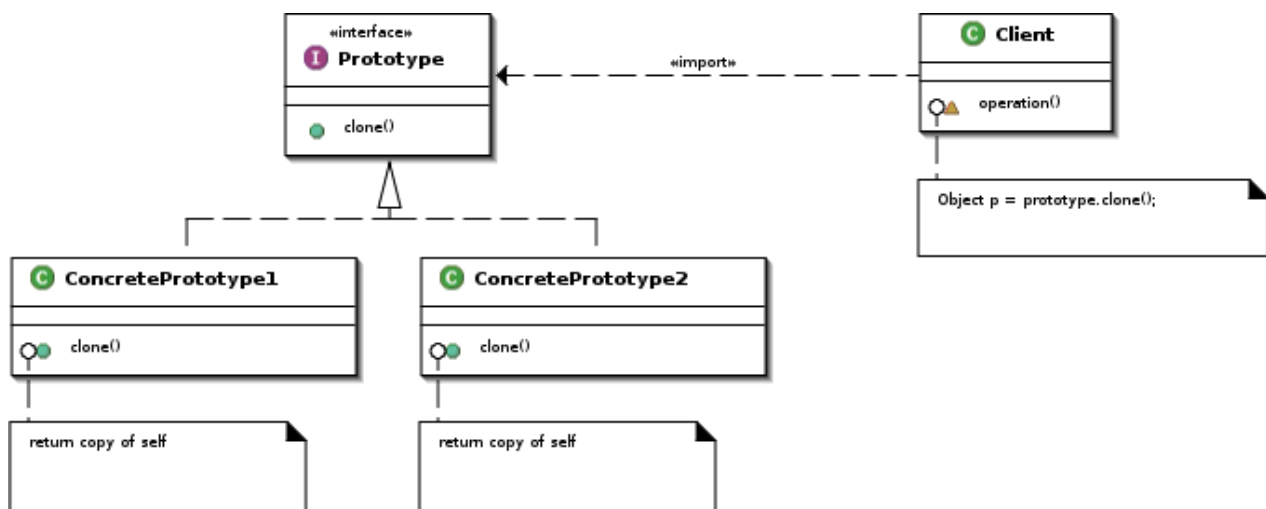 «interface»
I Prototype
clone()
«import»
C Client
operation()
Object p = prototype.clone();
C ConcretePrototype1
clone()
return copy of self
C ConcretePrototype2
clone()
return copy of self